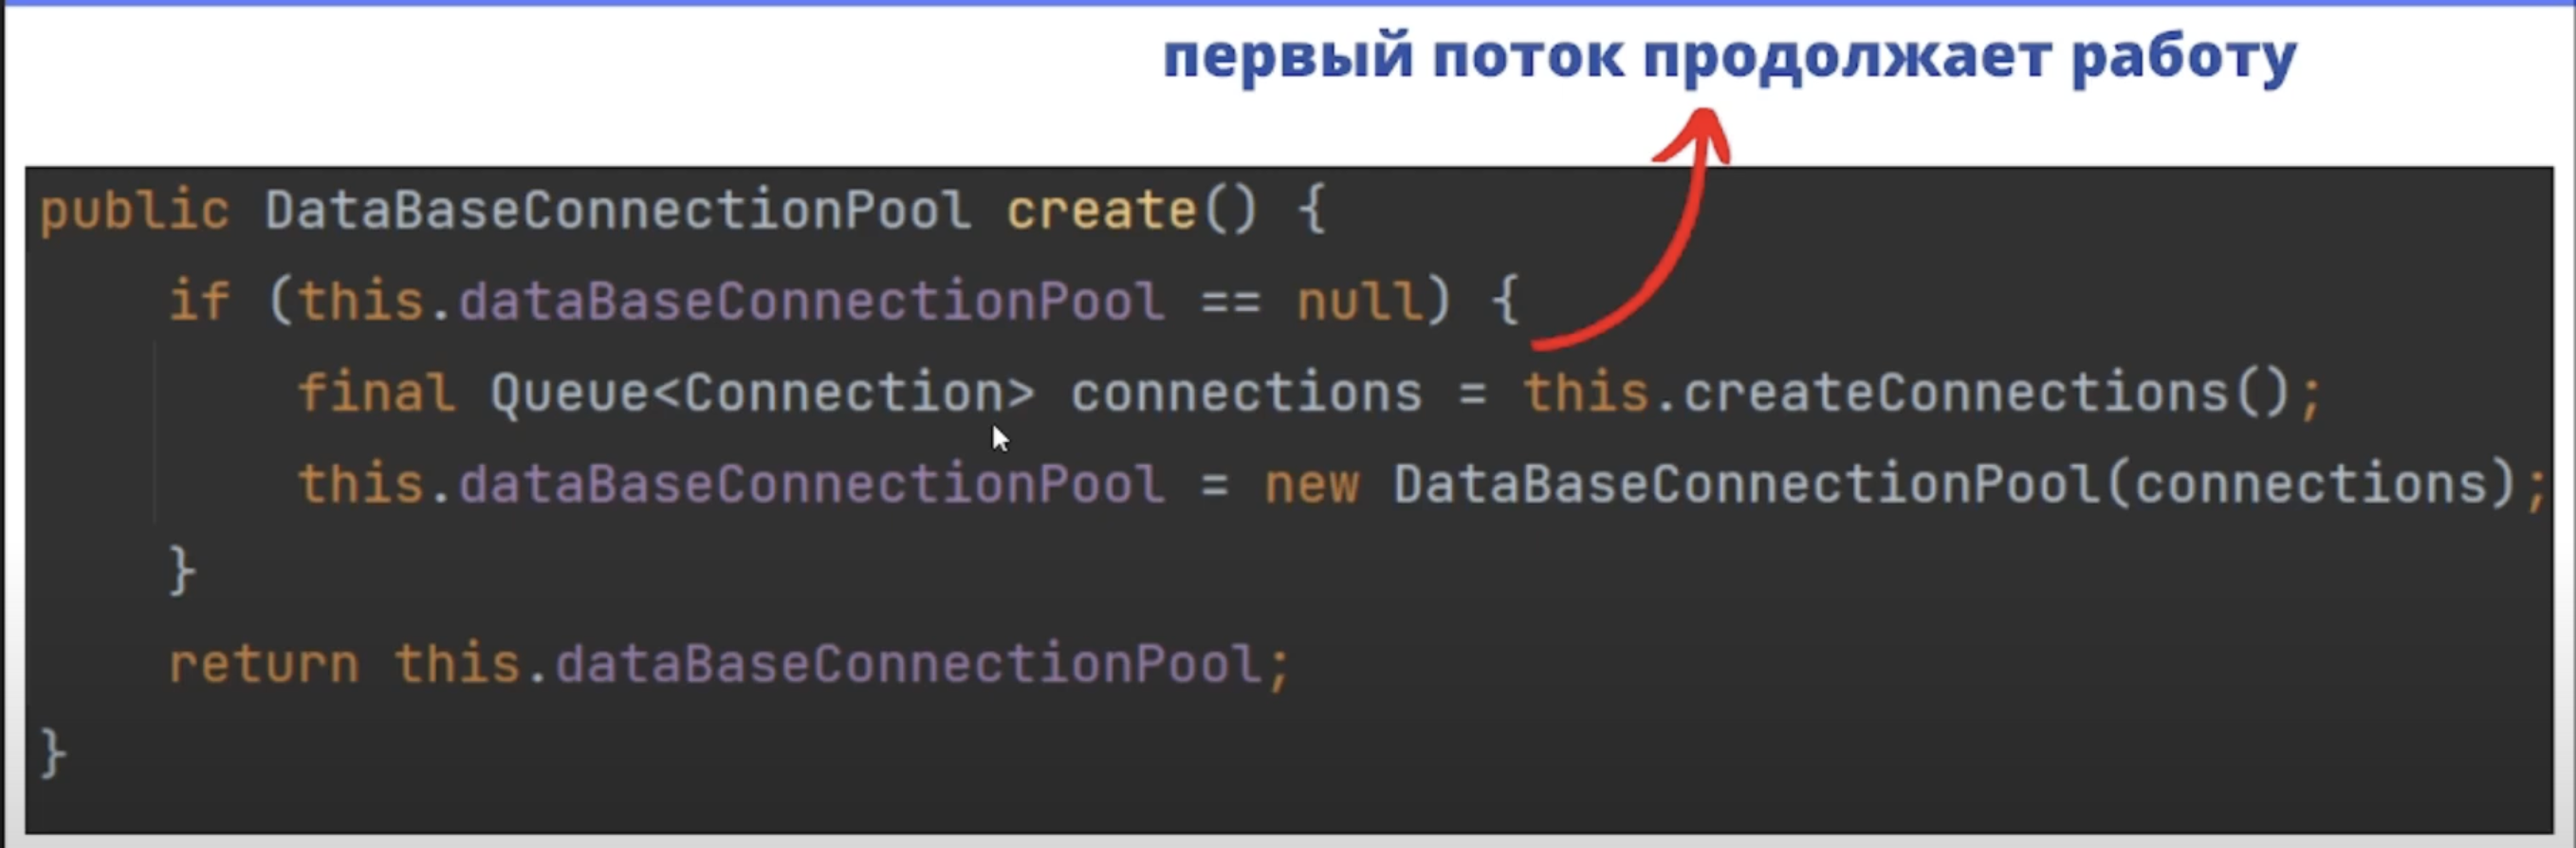 первый поток продолжает работу
public DataBaseConnectionPool create() {
if (this.dataBaseConnectionPool == null) {
final Queue<Connection> connections = this.createConnections();
this.dataBaseConnectionPool = new DataBaseConnectionPool(connections);
}
return this.dataBaseConnectionPool;
}